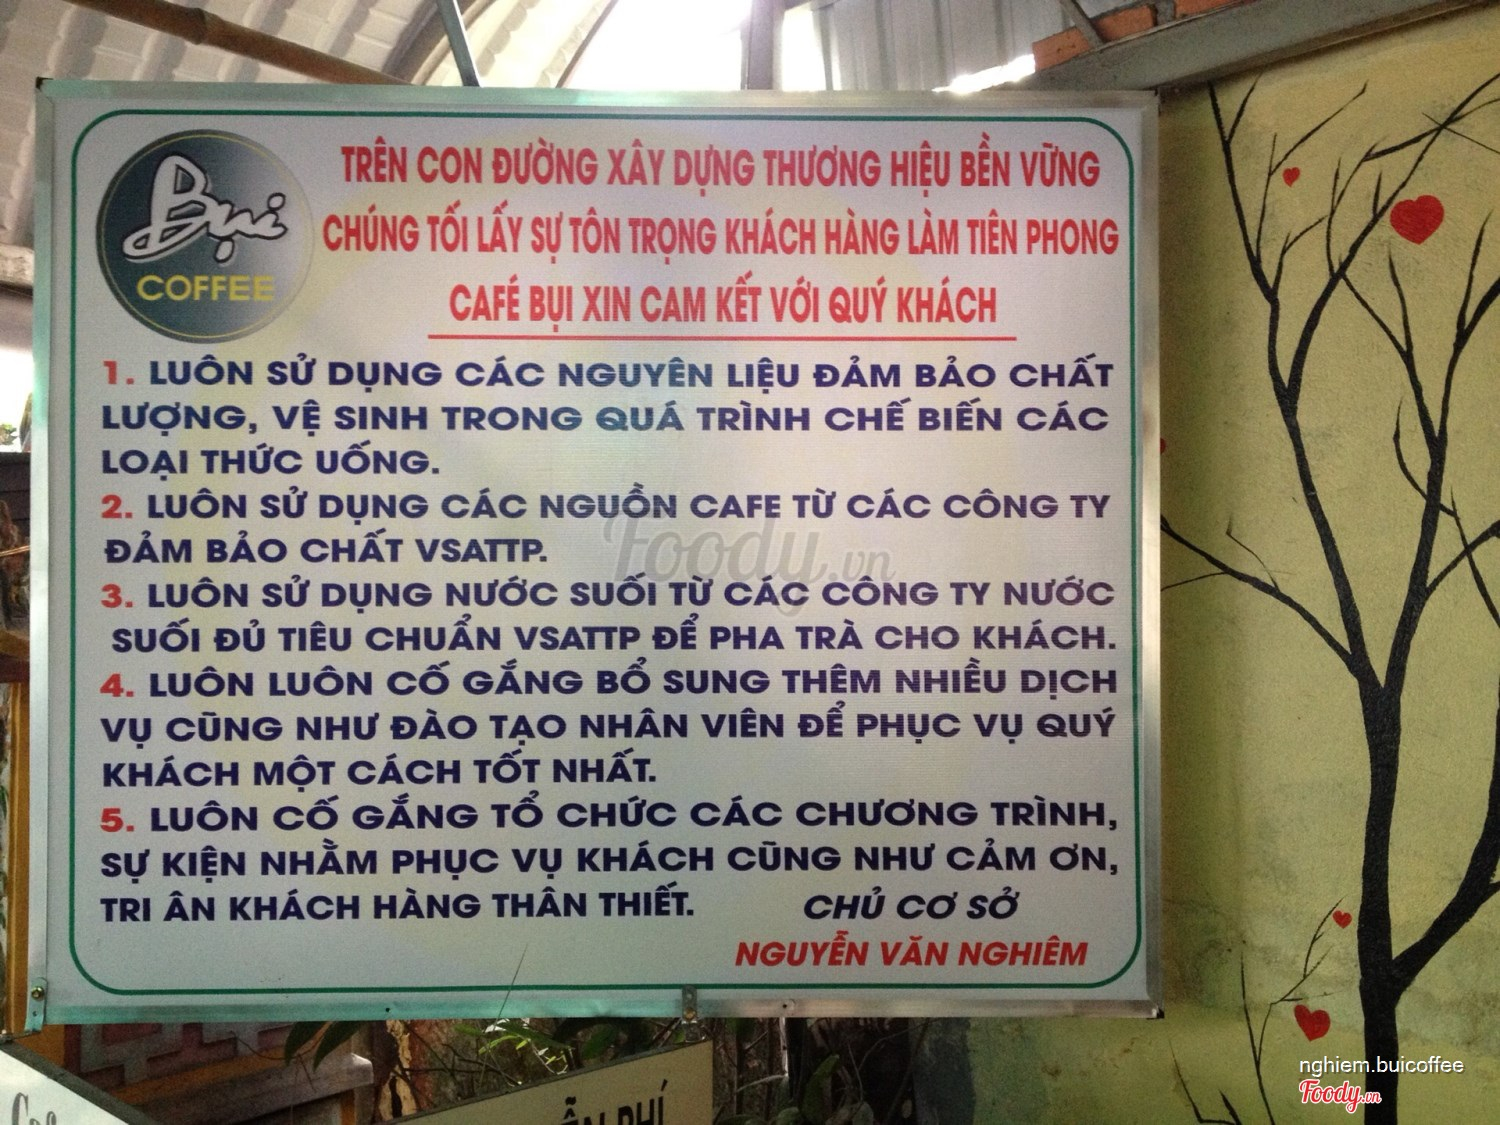 Bụi
COFFEE
TRÊN CON ĐƯỜNG XÂY DỰNG THƯƠNG HIỆU BỀN VỮNG
CHÚNG TỐI LẤY SỰ TÔN TRỌNG KHÁCH HÀNG LÀM TIÊN PHONG
CAFÉ BỤI XIN CAM KẾT VỚI QUÝ KHÁCH
1. LUÔN SỬ DỤNG CÁC NGUYÊN LIỆU ĐẢM BẢO CHẤT
LƯỢNG, VỆ SINH TRONG QUÁ TRÌNH CHẾ BIẾN CÁC
LOẠI THỨC UỐNG.
2. LUÔN SỬ DỤNG CÁC NGUỒN CAFE TỪ CÁC CÔNG TY
ĐẢM BẢO CHẤT VSATTP.
3. LUÔN SỬ DỤNG NƯỚC SUỐI TỪ CÁC CÔNG TY NƯỚC
SUỐI ĐỦ TIÊU CHUẨN VSATTP ĐỂ PHA TRÀ CHO KHÁCH.
4. LUÔN LUÔN CỐ GẮNG BỔ SUNG THÊM NHIỀU DỊCH
VỤ CŨNG NHƯ ĐÀO TẠO NHÂN VIÊN ĐỂ PHỤC VỤ QUÝ
KHÁCH MỘT CÁCH TỐT NHẤT.
5. LUÔN CỐ GẮNG TỔ CHỨC CÁC CHƯƠNG TRÌNH,
SỰ KIỆN NHẰM PHỤC VỤ KHÁCH CŨNG NHƯ CẢM ƠN,
TRI ÂN KHÁCH HÀNG THÂN THIẾT.
CHỦ CƠ SỞ
NGUYỄN VĂN NGHIÊM
Foody.vn
PHÍ
nghiem.buicoffee
Foody.vn